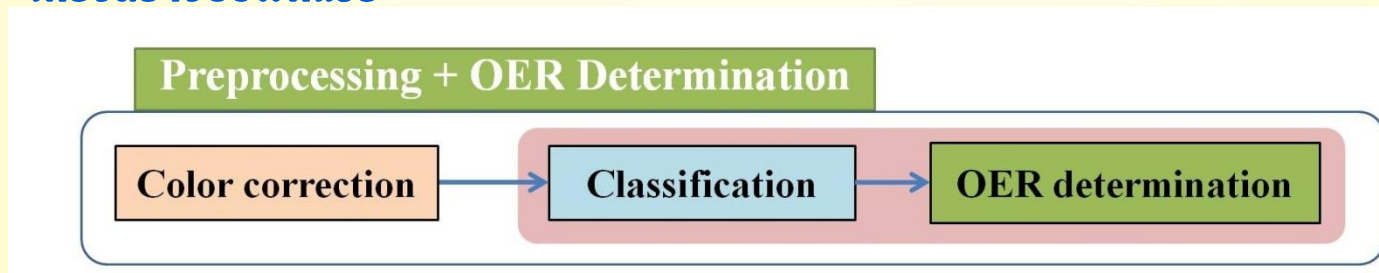 Preprocessing + OER Determination
Color correction
Classification
OER determination